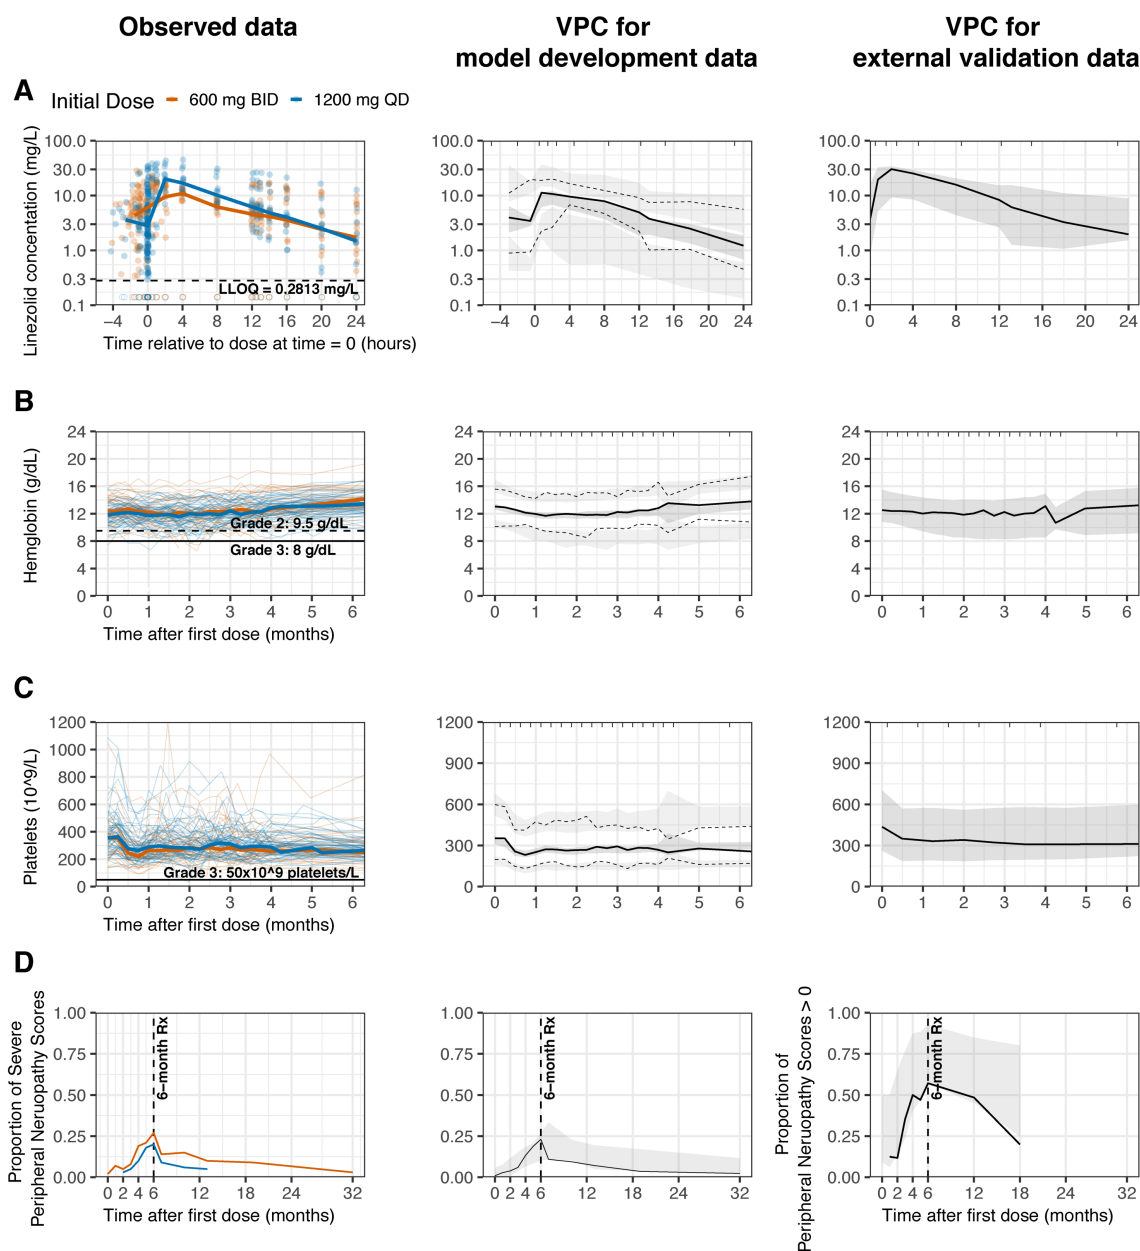 Observed data
VPC for
model development data
VPC for
external validation data
A
Initial Dose 600 mg BID 1200 mg QD
Linezolid concentration (mg/L)
100.0
30.0
10.0
3.0
1.0
0.3
0.1
LLOQ = 0.2813 mg/L
−4 0 4 8 12 16 20 24
Time relative to dose at time = 0 (hours)
100.0
30.0
10.0
3.0
1.0
0.3
0.1
−4 0 4 8 12 16 20 24
100.0
30.0
10.0
3.0
1.0
0.3
0.1
0 4 8 12 16 20 24
B
Hemglobin (g/dL)
24
20
16
12
8
4
0
Grade 2: 9.5 g/dL
Grade 3: 8 g/dL
0 1 2 3 4 5 6
Time after first dose (months)
24
20
16
12
8
4
0
0 1 2 3 4 5 6
24
20
16
12
8
4
0
0 1 2 3 4 5 6
C
Platelets (10^9/L)
1200
1000
800
600
400
200
0
Grade 3: 50x10^9 platelets/L
0 1 2 3 4 5 6
Time after first dose (months)
1200
900
600
300
0
0 1 2 3 4 5 6
1200
900
600
300
0
0 1 2 3 4 5 6
D
Proportion of Severe
Peripheral Neruopathy Scores
1.00
0.75
0.50
0.25
0.00
6−month Rx
0 2 4 6 12 18 24 32
Time after first dose (months)
1.00
0.75
0.50
0.25
0.00
6−month Rx
0 2 4 6 12 18 24 32
Proportion of
Peripheral Neruopathy Scores > 0
1.00
0.75
0.50
0.25
0.00
6−month Rx
0 2 4 6 12 18 24 32
Time after first dose (months)